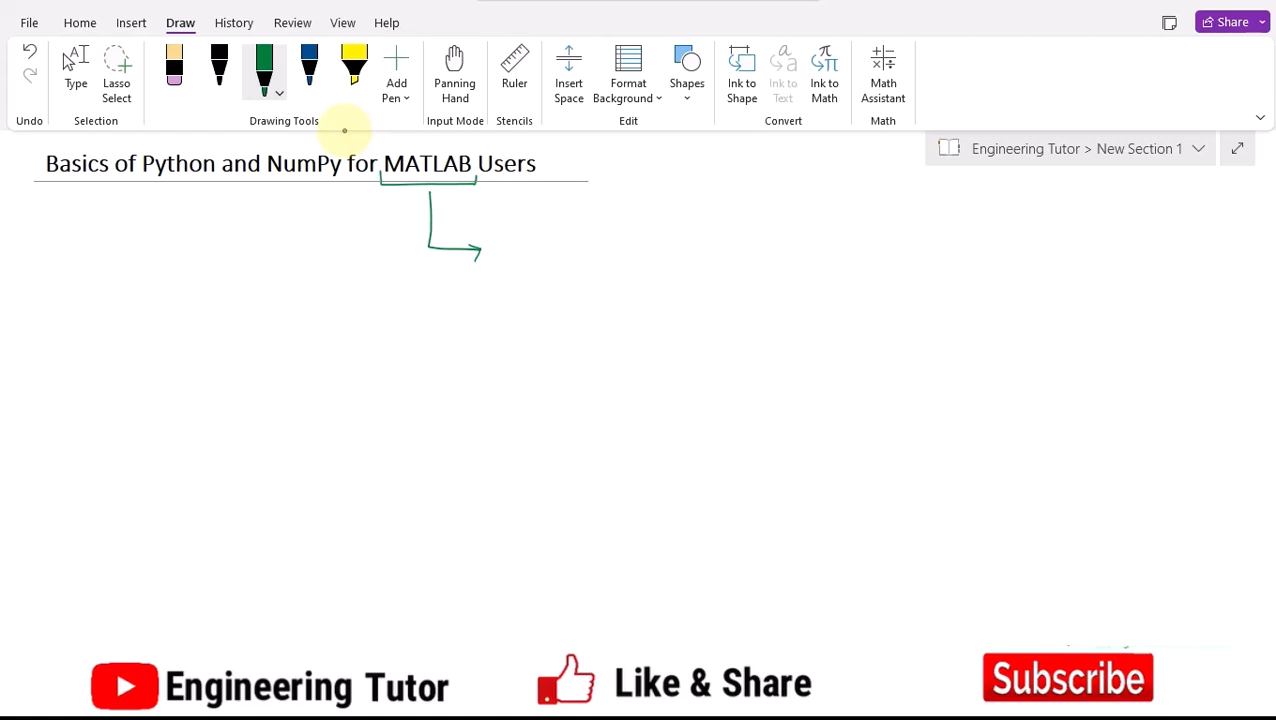 File Home Insert Draw History Review View Help Share
Type Lasso Select Add Pen Panning Hand Ruler Insert Space Format Background Shapes Ink to Shape Ink to Text Ink to Math Math Assistant
Undo Selection Drawing Tools Input Mode Stencils Edit Convert Math
Basics of Python and NumPy for MATLAB Users
Engineering Tutor > New Section 1
Engineering Tutor
Like & Share
Subscribe